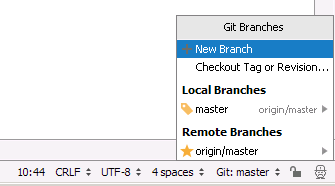 Git Branches
New Branch
Checkout Tag or Revision...
Local Branches
master origin/master
Remote Branches
origin/master
10:44 CRLF UTF-8 4 spaces Git: master